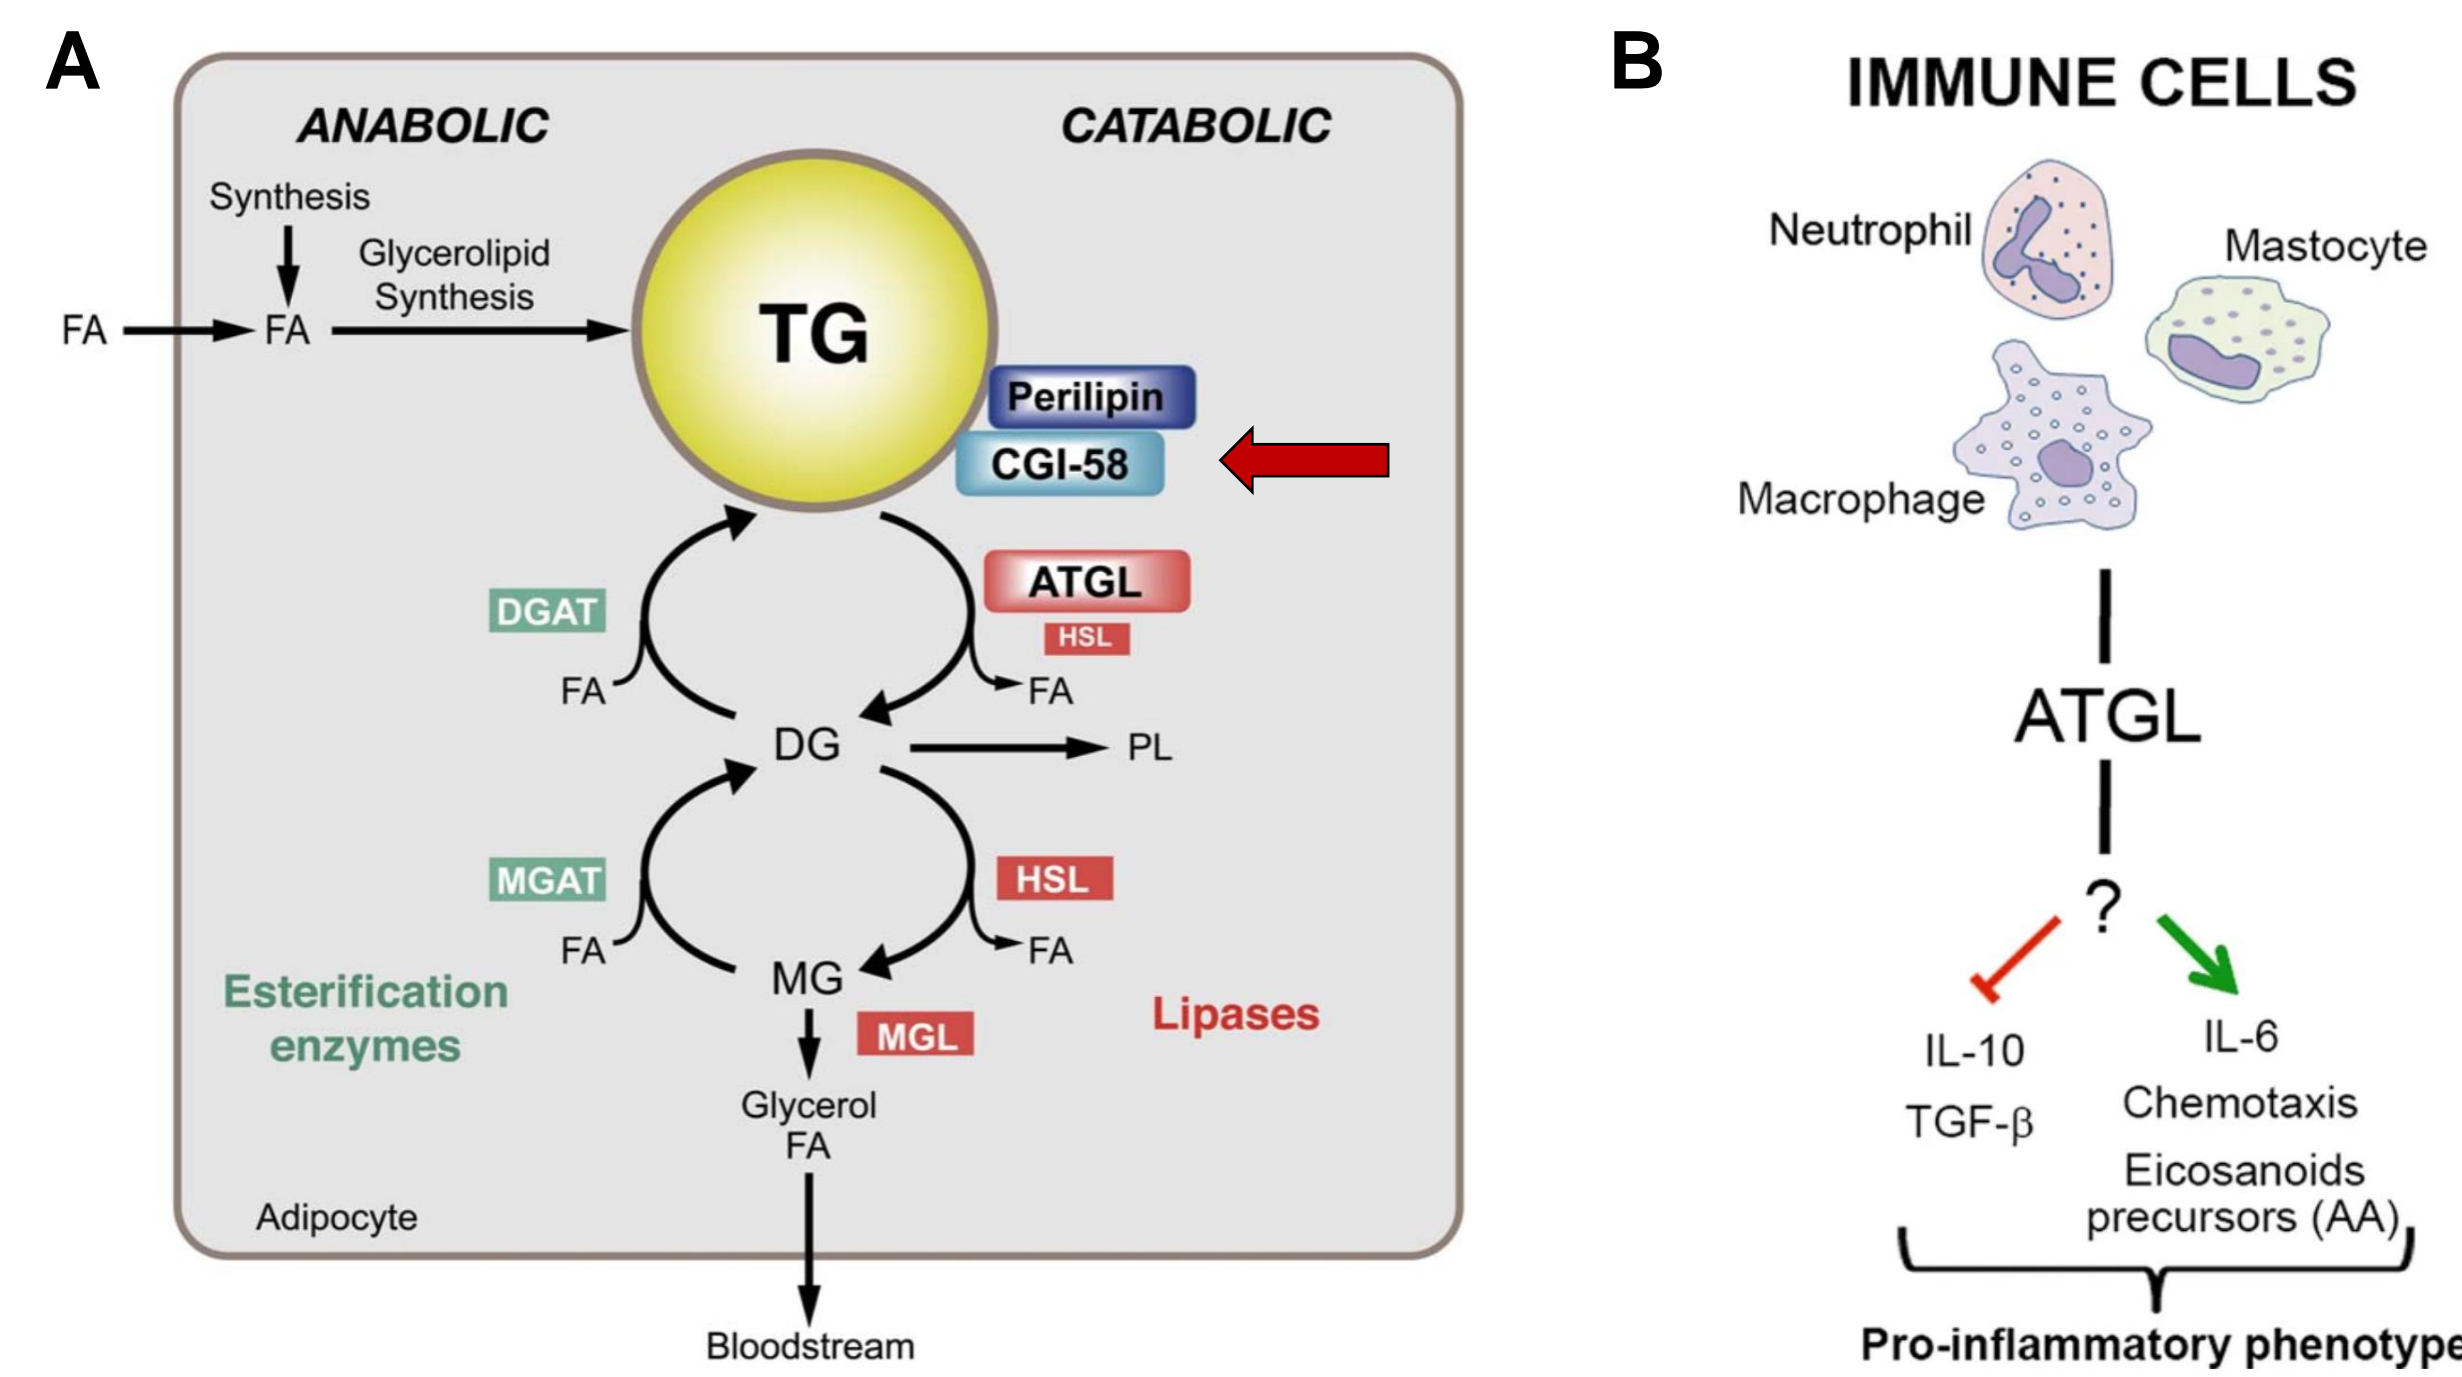 A
ANABOLIC
CATABOLIC
Synthesis
Glycerolipid
Synthesis
FA
FA
TG
Perilipin
CGI-58
DGAT
ATGL
HSL
FA
FA
DG
PL
MGAT
HSL
FA
FA
MG
MGL
Esterification
enzymes
Lipases
Glycerol
FA
Adipocyte
Bloodstream
B
IMMUNE CELLS
Neutrophil
Mastocyte
Macrophage
ATGL
?
IL-10
TGF-β
IL-6
Chemotaxis
Eicosanoids
precursors (AA)
Pro-inflammatory phenotype